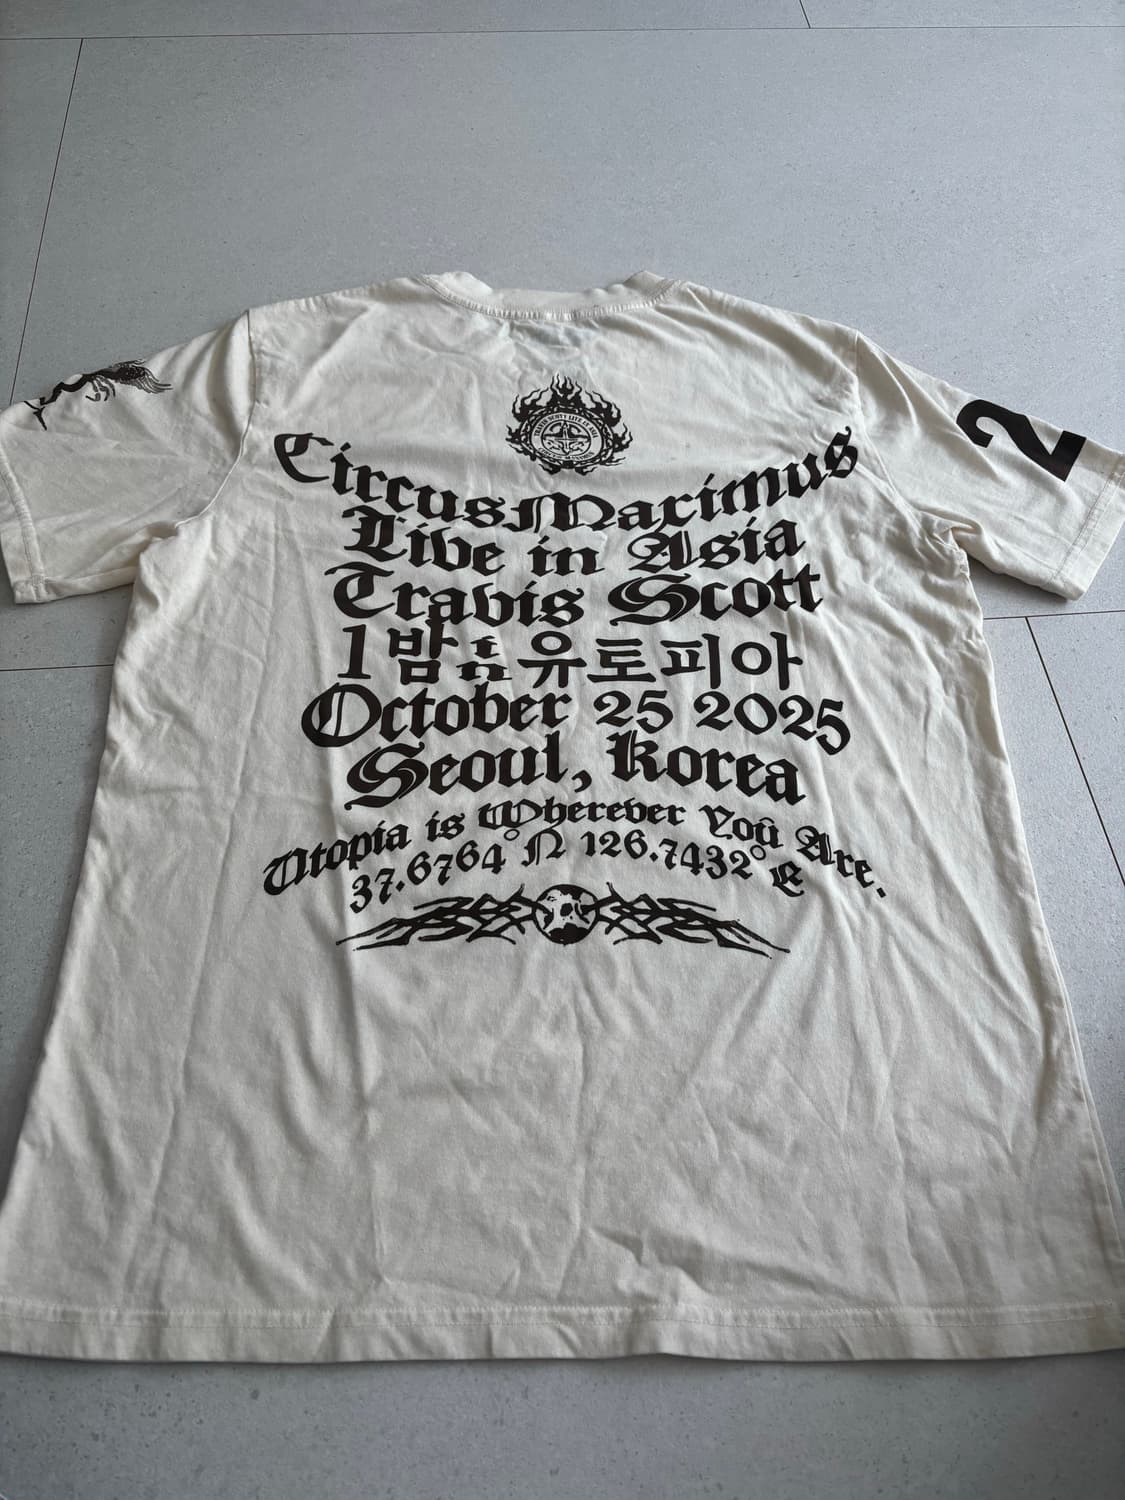 2
Circus Maximus
Live in Asia
Travis Scott
1 밤 유토피아
October 25 2025
Seoul, Korea
Utopia is Wherever You Are.
37.6764° N 126.7432° E